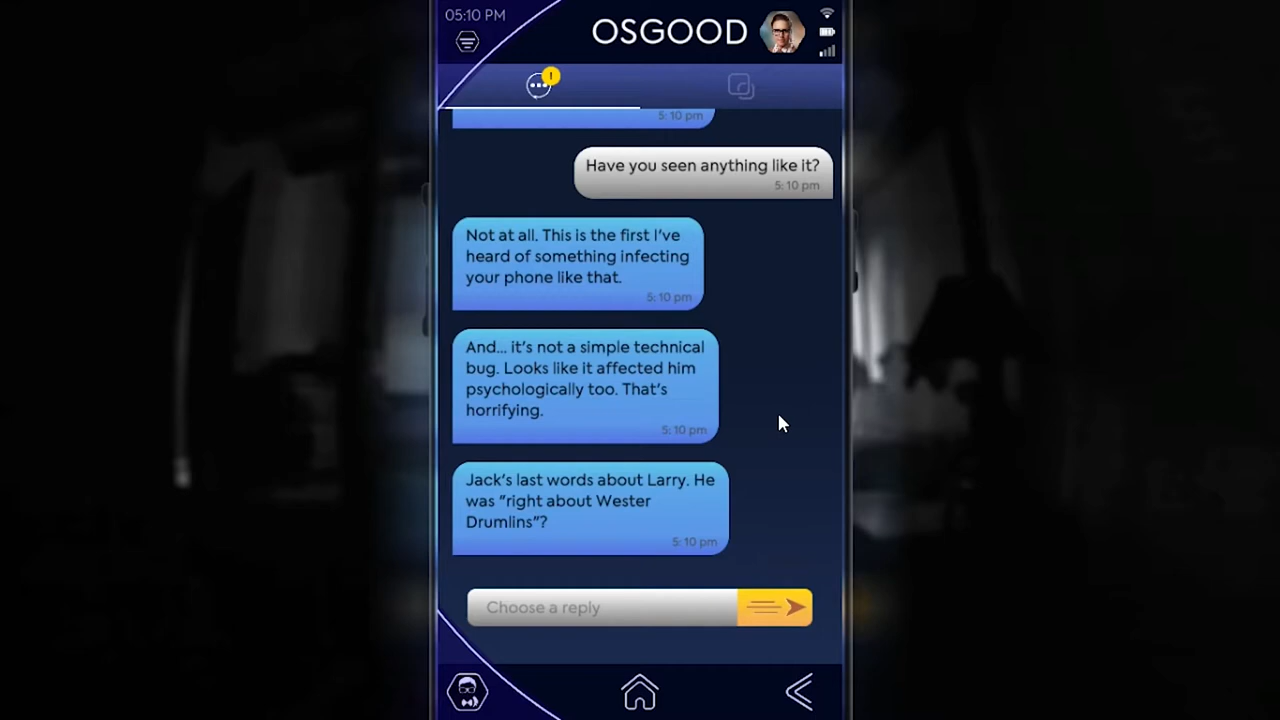 05:10 PM
OSGOOD
!
5: 10 pm
Have you seen anything like it?
5: 10 pm
Not at all. This is the first I've
heard of something infecting
your phone like that.
5: 10 pm
And... it's not a simple technical
bug. Looks like it affected him
psychologically too. That's
horrifying.
5: 10 pm
Jack's last words about Larry. He
was "right about Wester
Drumlins"?
5: 10 pm
Choose a reply